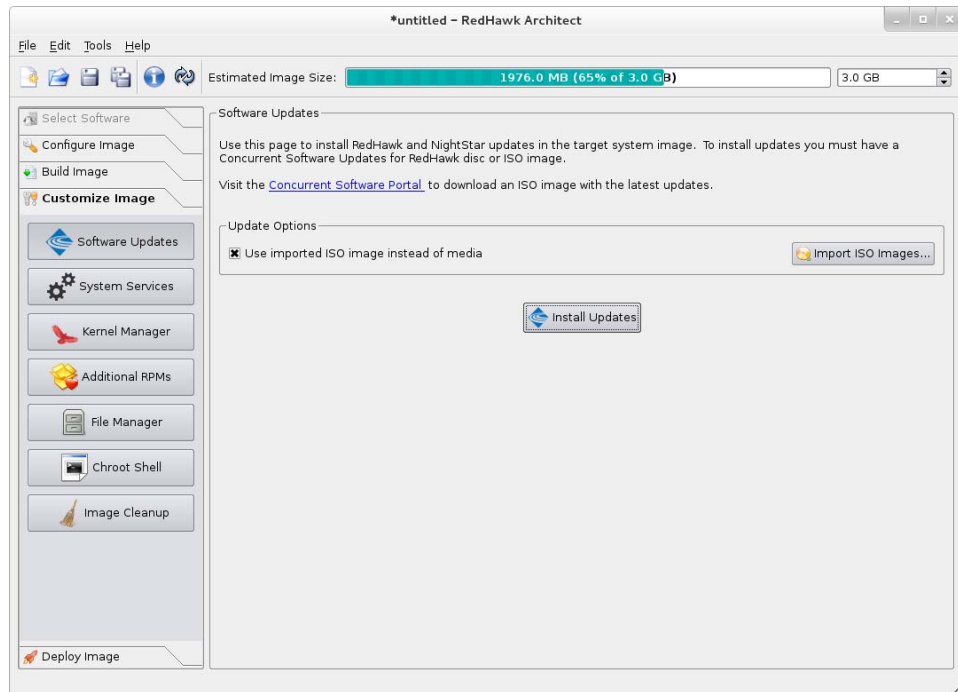 *untitled – RedHawk Architect
File Edit Tools Help
Estimated Image Size: 1976.0 MB (65% of 3.0 GB) 3.0 GB
Select Software
Configure Image
Build Image
Customize Image
Software Updates
System Services
Kernel Manager
Additional RPMs
File Manager
Chroot Shell
Image Cleanup
Deploy Image
Software Updates
Use this page to install RedHawk and NightStar updates in the target system image. To install updates you must have a
Concurrent Software Updates for RedHawk disc or ISO image.
Visit the Concurrent Software Portal to download an ISO image with the latest updates.
Update Options
Use imported ISO image instead of media
Import ISO Images...
Install Updates